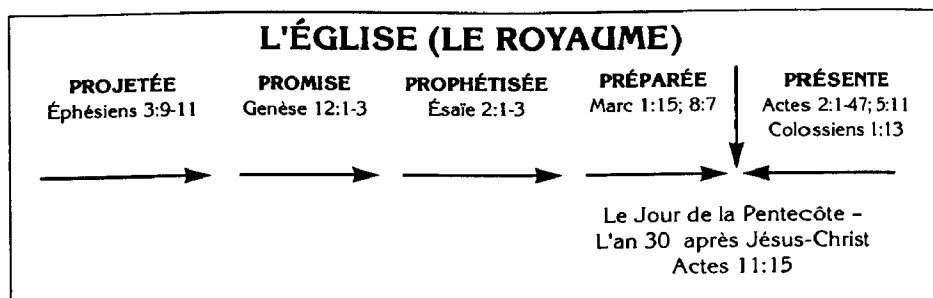 L'ÉGLISE (LE ROYAUME)
PROJETÉE
Éphésiens 3:9-11
PROMISE
Genèse 12:1-3
PROPHÉTISÉE
Ésaïe 2:1-3
PRÉPARÉE
Marc 1:15; 8:7
PRÉSENTE
Actes 2:1-47; 5:11
Colossiens 1:13
Le Jour de la Pentecôte –
L'an 30 après Jésus-Christ
Actes 11:15